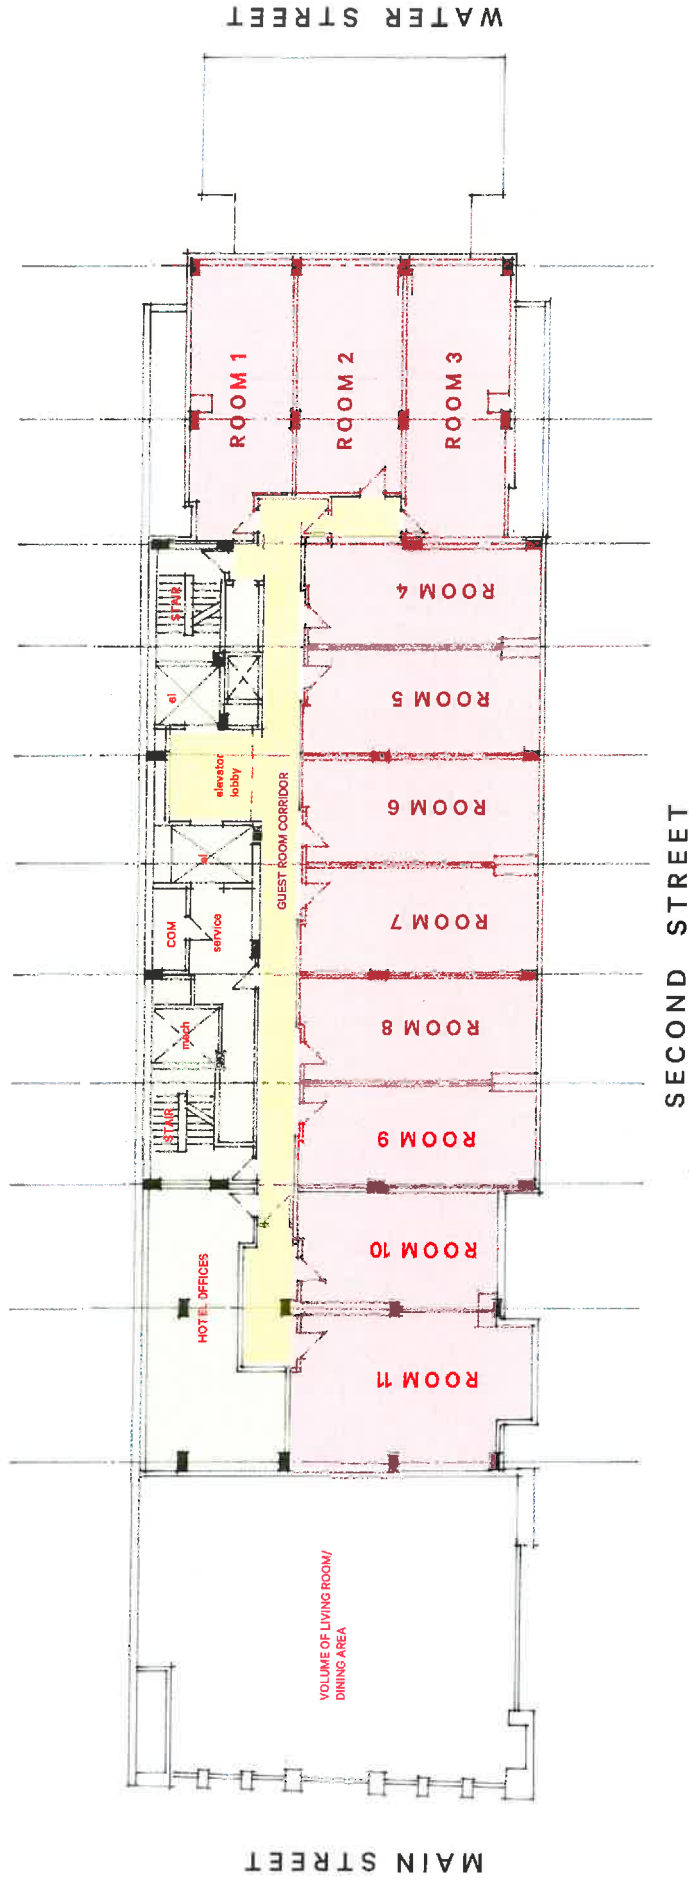 WATER STREET
ROOM 1
ROOM 2
ROOM 3
ROOM 4
STAIR
ROOM 5
el
elevator
lobby
ROOM 6
GUEST ROOM CORRIDOR
el
SECOND STREET
COM
service
ROOM 7
ROOM 8
mech
STAIR
ROOM 9
ROOM 10
HOTEL OFFICES
ROOM 11
VOLUME OF LIVING ROOM/
DINING AREA
MAIN STREET